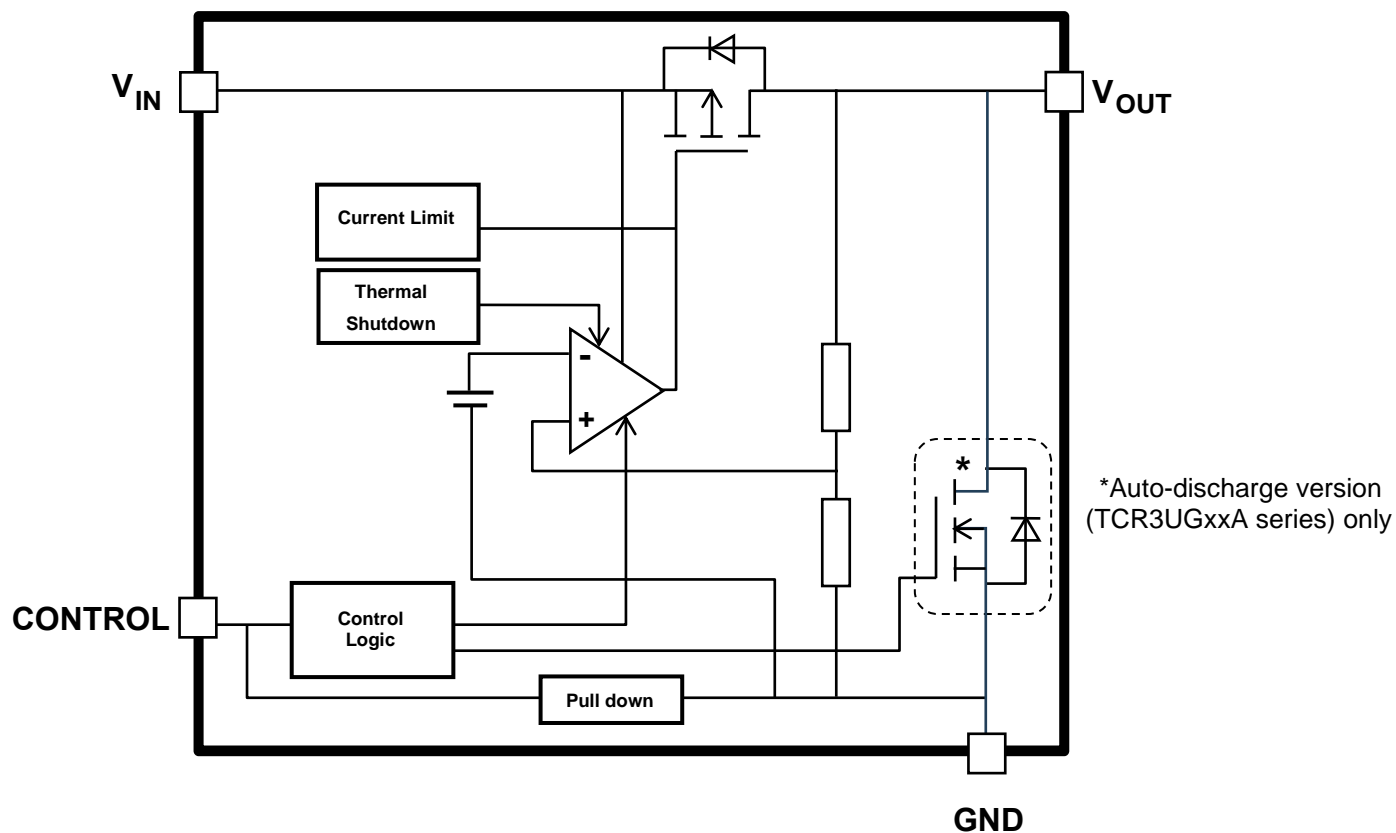 VIN
VOUT
Current Limit
Thermal
Shutdown
-
+
*
*Auto-discharge version
(TCR3UGxxA series) only
CONTROL
Control
Logic
Pull down
GND